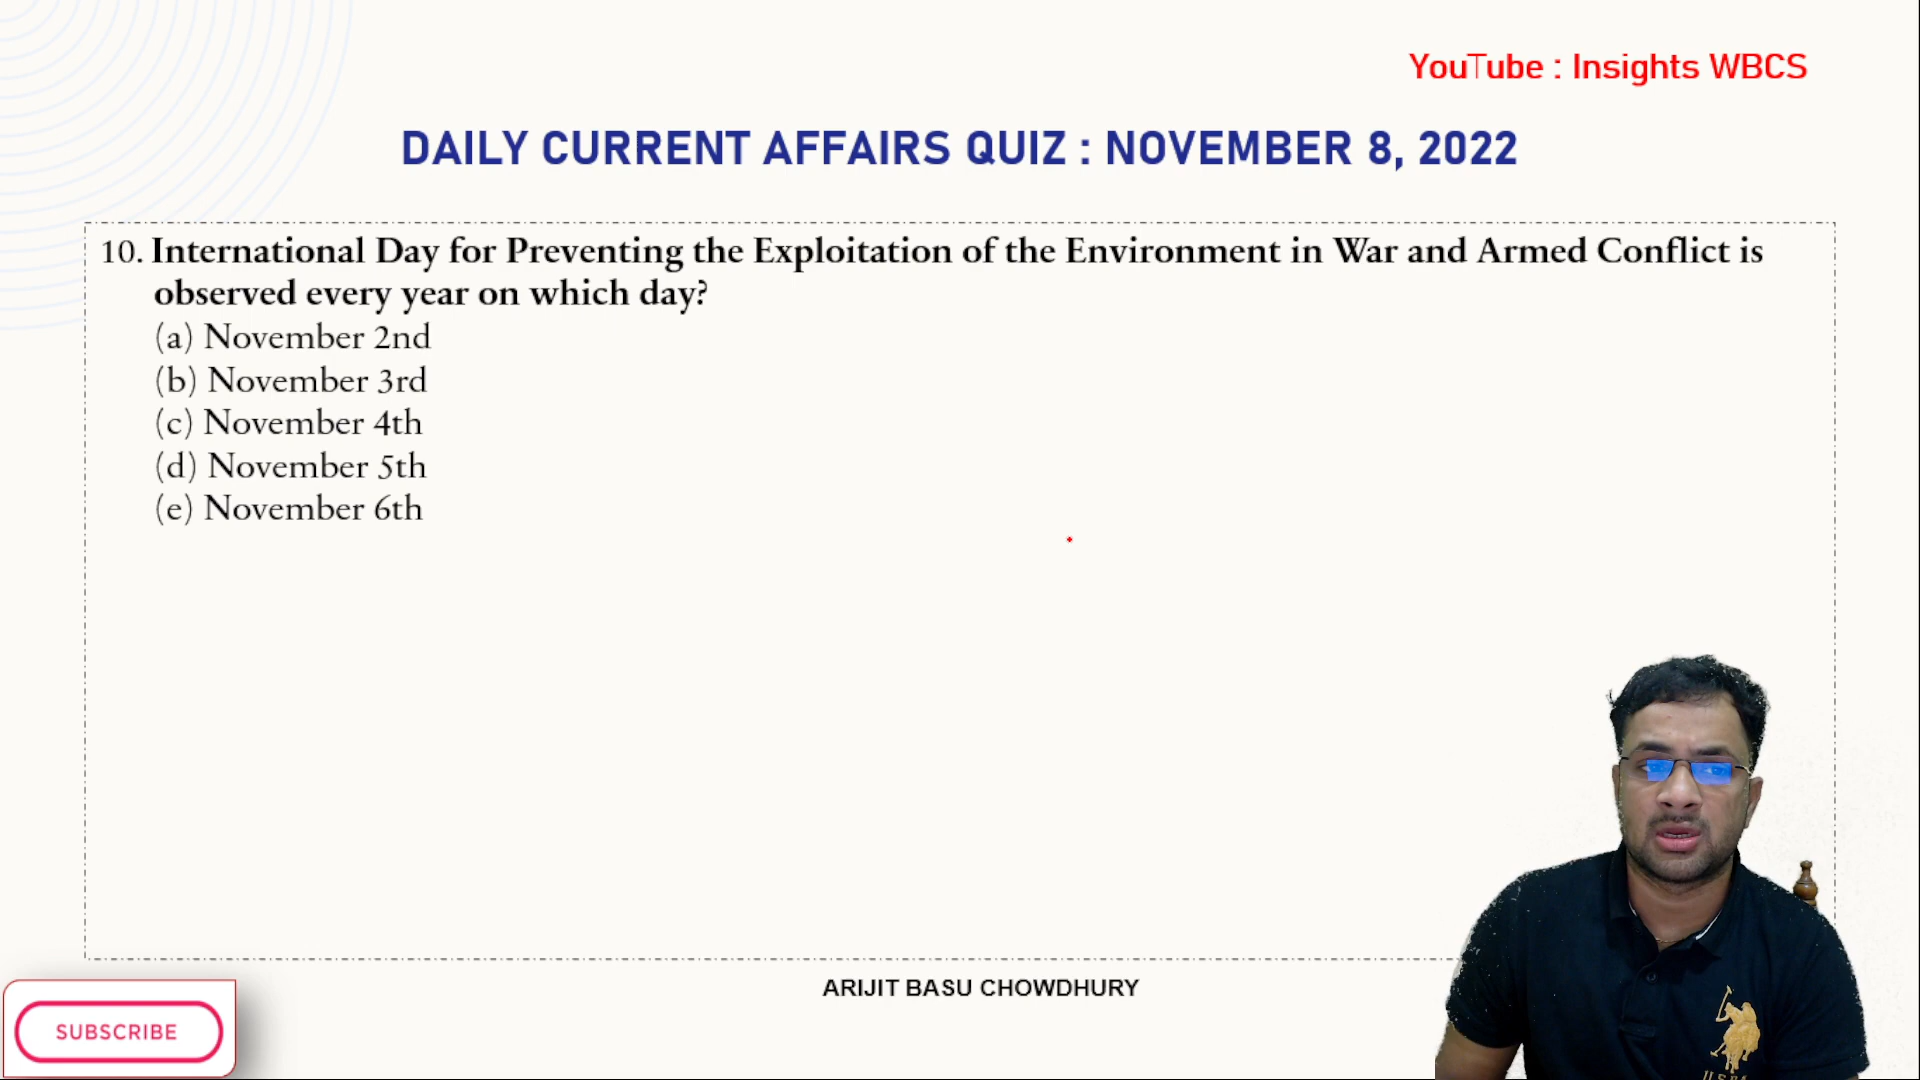 YouTube : Insights WBCS
DAILY CURRENT AFFAIRS QUIZ : NOVEMBER 8, 2022
10. International Day for Preventing the Exploitation of the Environment in War and Armed Conflict is
observed every year on which day?
(a) November 2nd
(b) November 3rd
(c) November 4th
(d) November 5th
(e) November 6th
ARIJIT BASU CHOWDHURY
SUBSCRIBE